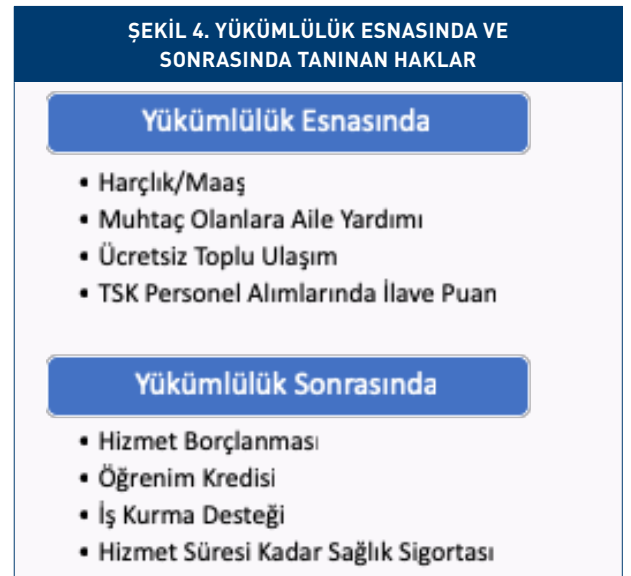 ŞEKİL 4. YÜKÜMLÜLÜK ESNASINDA VE
SONRASINDA TANINAN HAKLAR
Yükümlülük Esnasında
• Harçlık/Maaş
• Muhtaç Olanlara Aile Yardımı
• Ücretsiz Toplu Ulaşım
• TSK Personel Alımlarında İlave Puan
Yükümlülük Sonrasında
• Hizmet Borçlanması
• Öğrenim Kredisi
• İş Kurma Desteği
• Hizmet Süresi Kadar Sağlık Sigortası